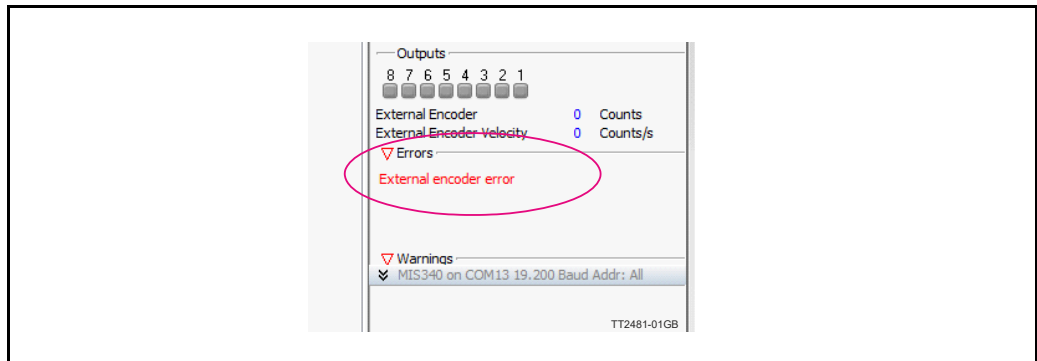 Outputs
8 7 6 5 4 3 2 1
External Encoder 0 Counts
External Encoder Velocity 0 Counts/s
Errors
External encoder error
Warnings
MIS340 on COM13 19.200 Baud Addr: All
TT2481-01GB